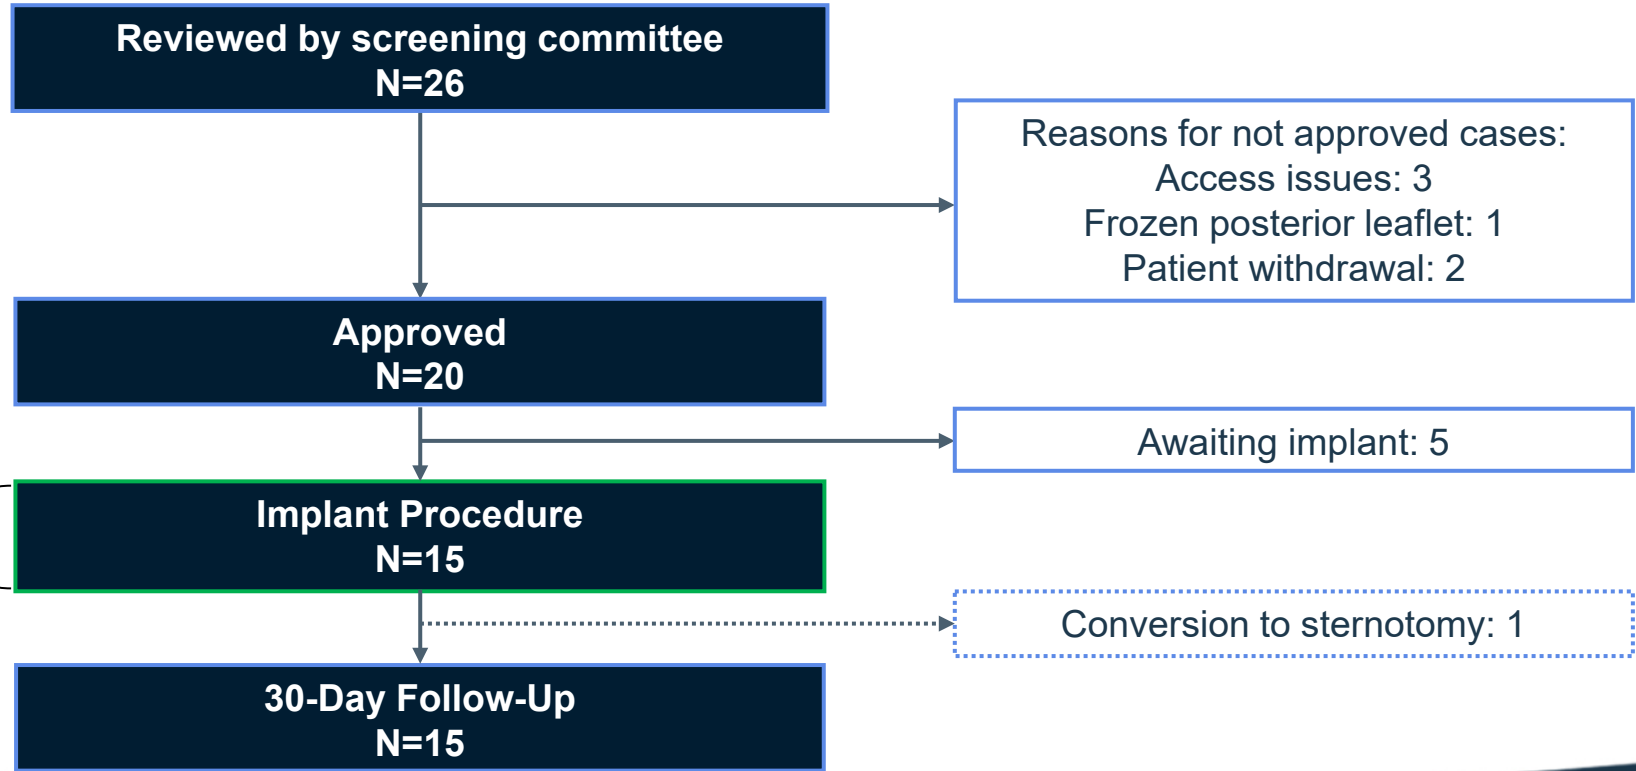 Reviewed by screening committee
N=26
Reasons for not approved cases:
Access issues: 3
Frozen posterior leaflet: 1
Patient withdrawal: 2
Approved
N=20
Awaiting implant: 5
Implant Procedure
N=15
Conversion to sternotomy: 1
30-Day Follow-Up
N=15